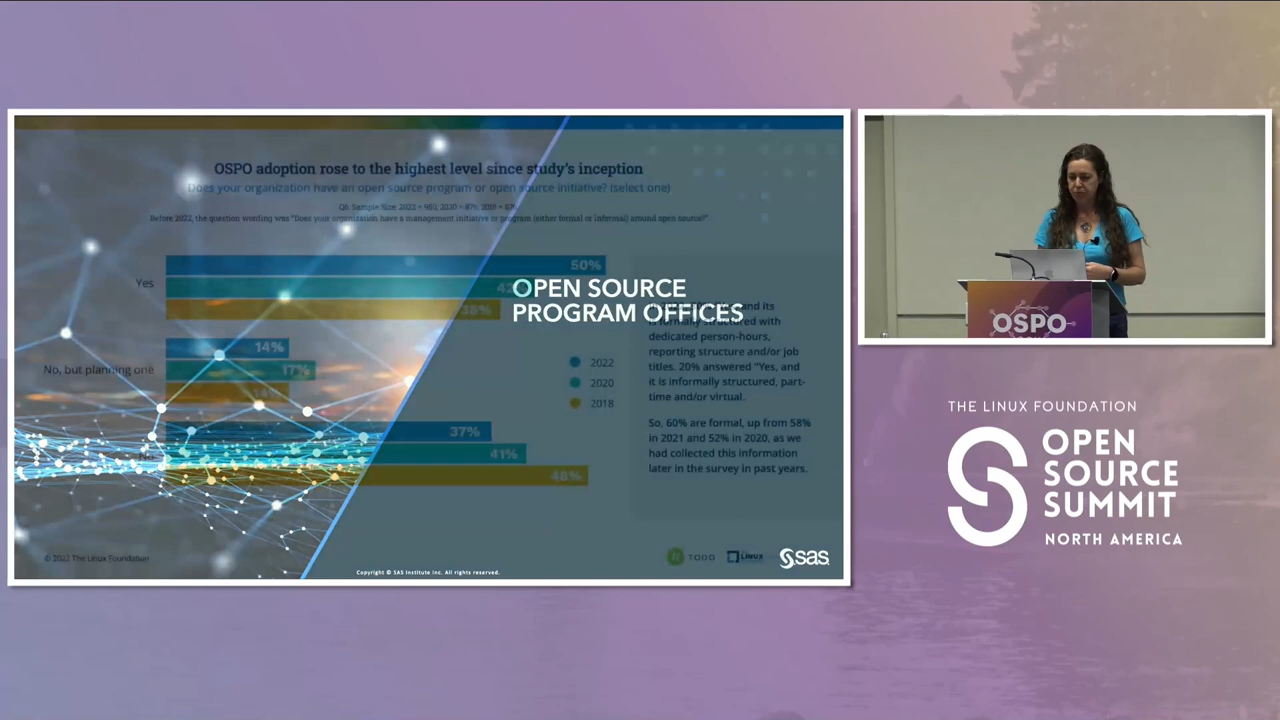 OSPO adoption rose to the highest level since study's inception
Does your organization have an open source program or open source initiative? (select one)
Q6. Sample Size: 2022 =
Before 2022, the question wording was "Does your organization have a management initiative or program (either formal or informal) around open source?"
Yes
50%
38%
No, but planning one
14%
17%
14%
37%
41%
48%
2022
2020
2018
OPEN SOURCE
PROGRAM OFFICES
and its
is formally structured with
dedicated person-hours,
reporting structure and/or job
titles. 20% answered "Yes, and
it is informally structured, part-
time and/or virtual.
So, 60% are formal, up from 58%
in 2021 and 52% in 2020, as we
had collected this information
later in the survey in past years.
© 2022 The Linux Foundation
Copyright © SAS Institute Inc. All rights reserved.
TODO
LINUX
sas
OSPO
THE LINUX FOUNDATION
OPEN
SOURCE
SUMMIT
NORTH AMERICA